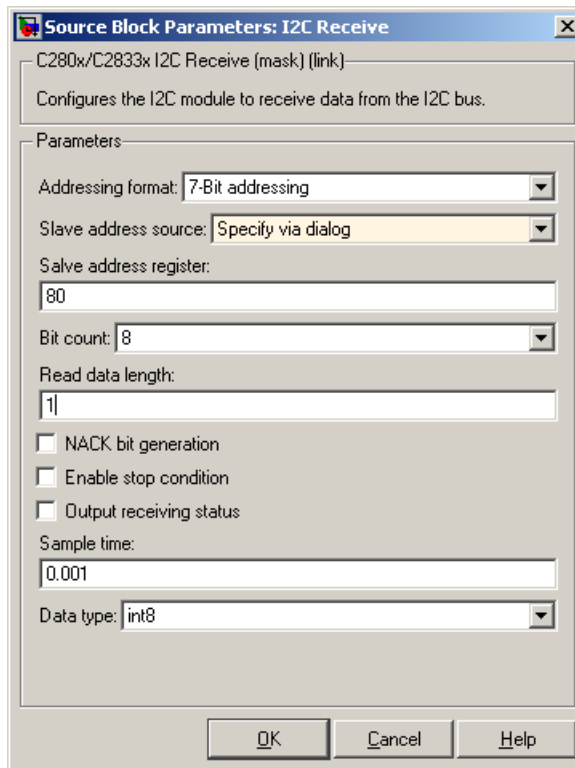 Source Block Parameters: I2C Receive
C280x/C2833x I2C Receive (mask) (link)
Configures the I2C module to receive data from the I2C bus.
Parameters
Addressing format: 7-Bit addressing
Slave address source: Specify via dialog
Salve address register:
80
Bit count: 8
Read data length:
1
NACK bit generation
Enable stop condition
Output receiving status
Sample time:
0.001
Data type: int8
OK Cancel Help